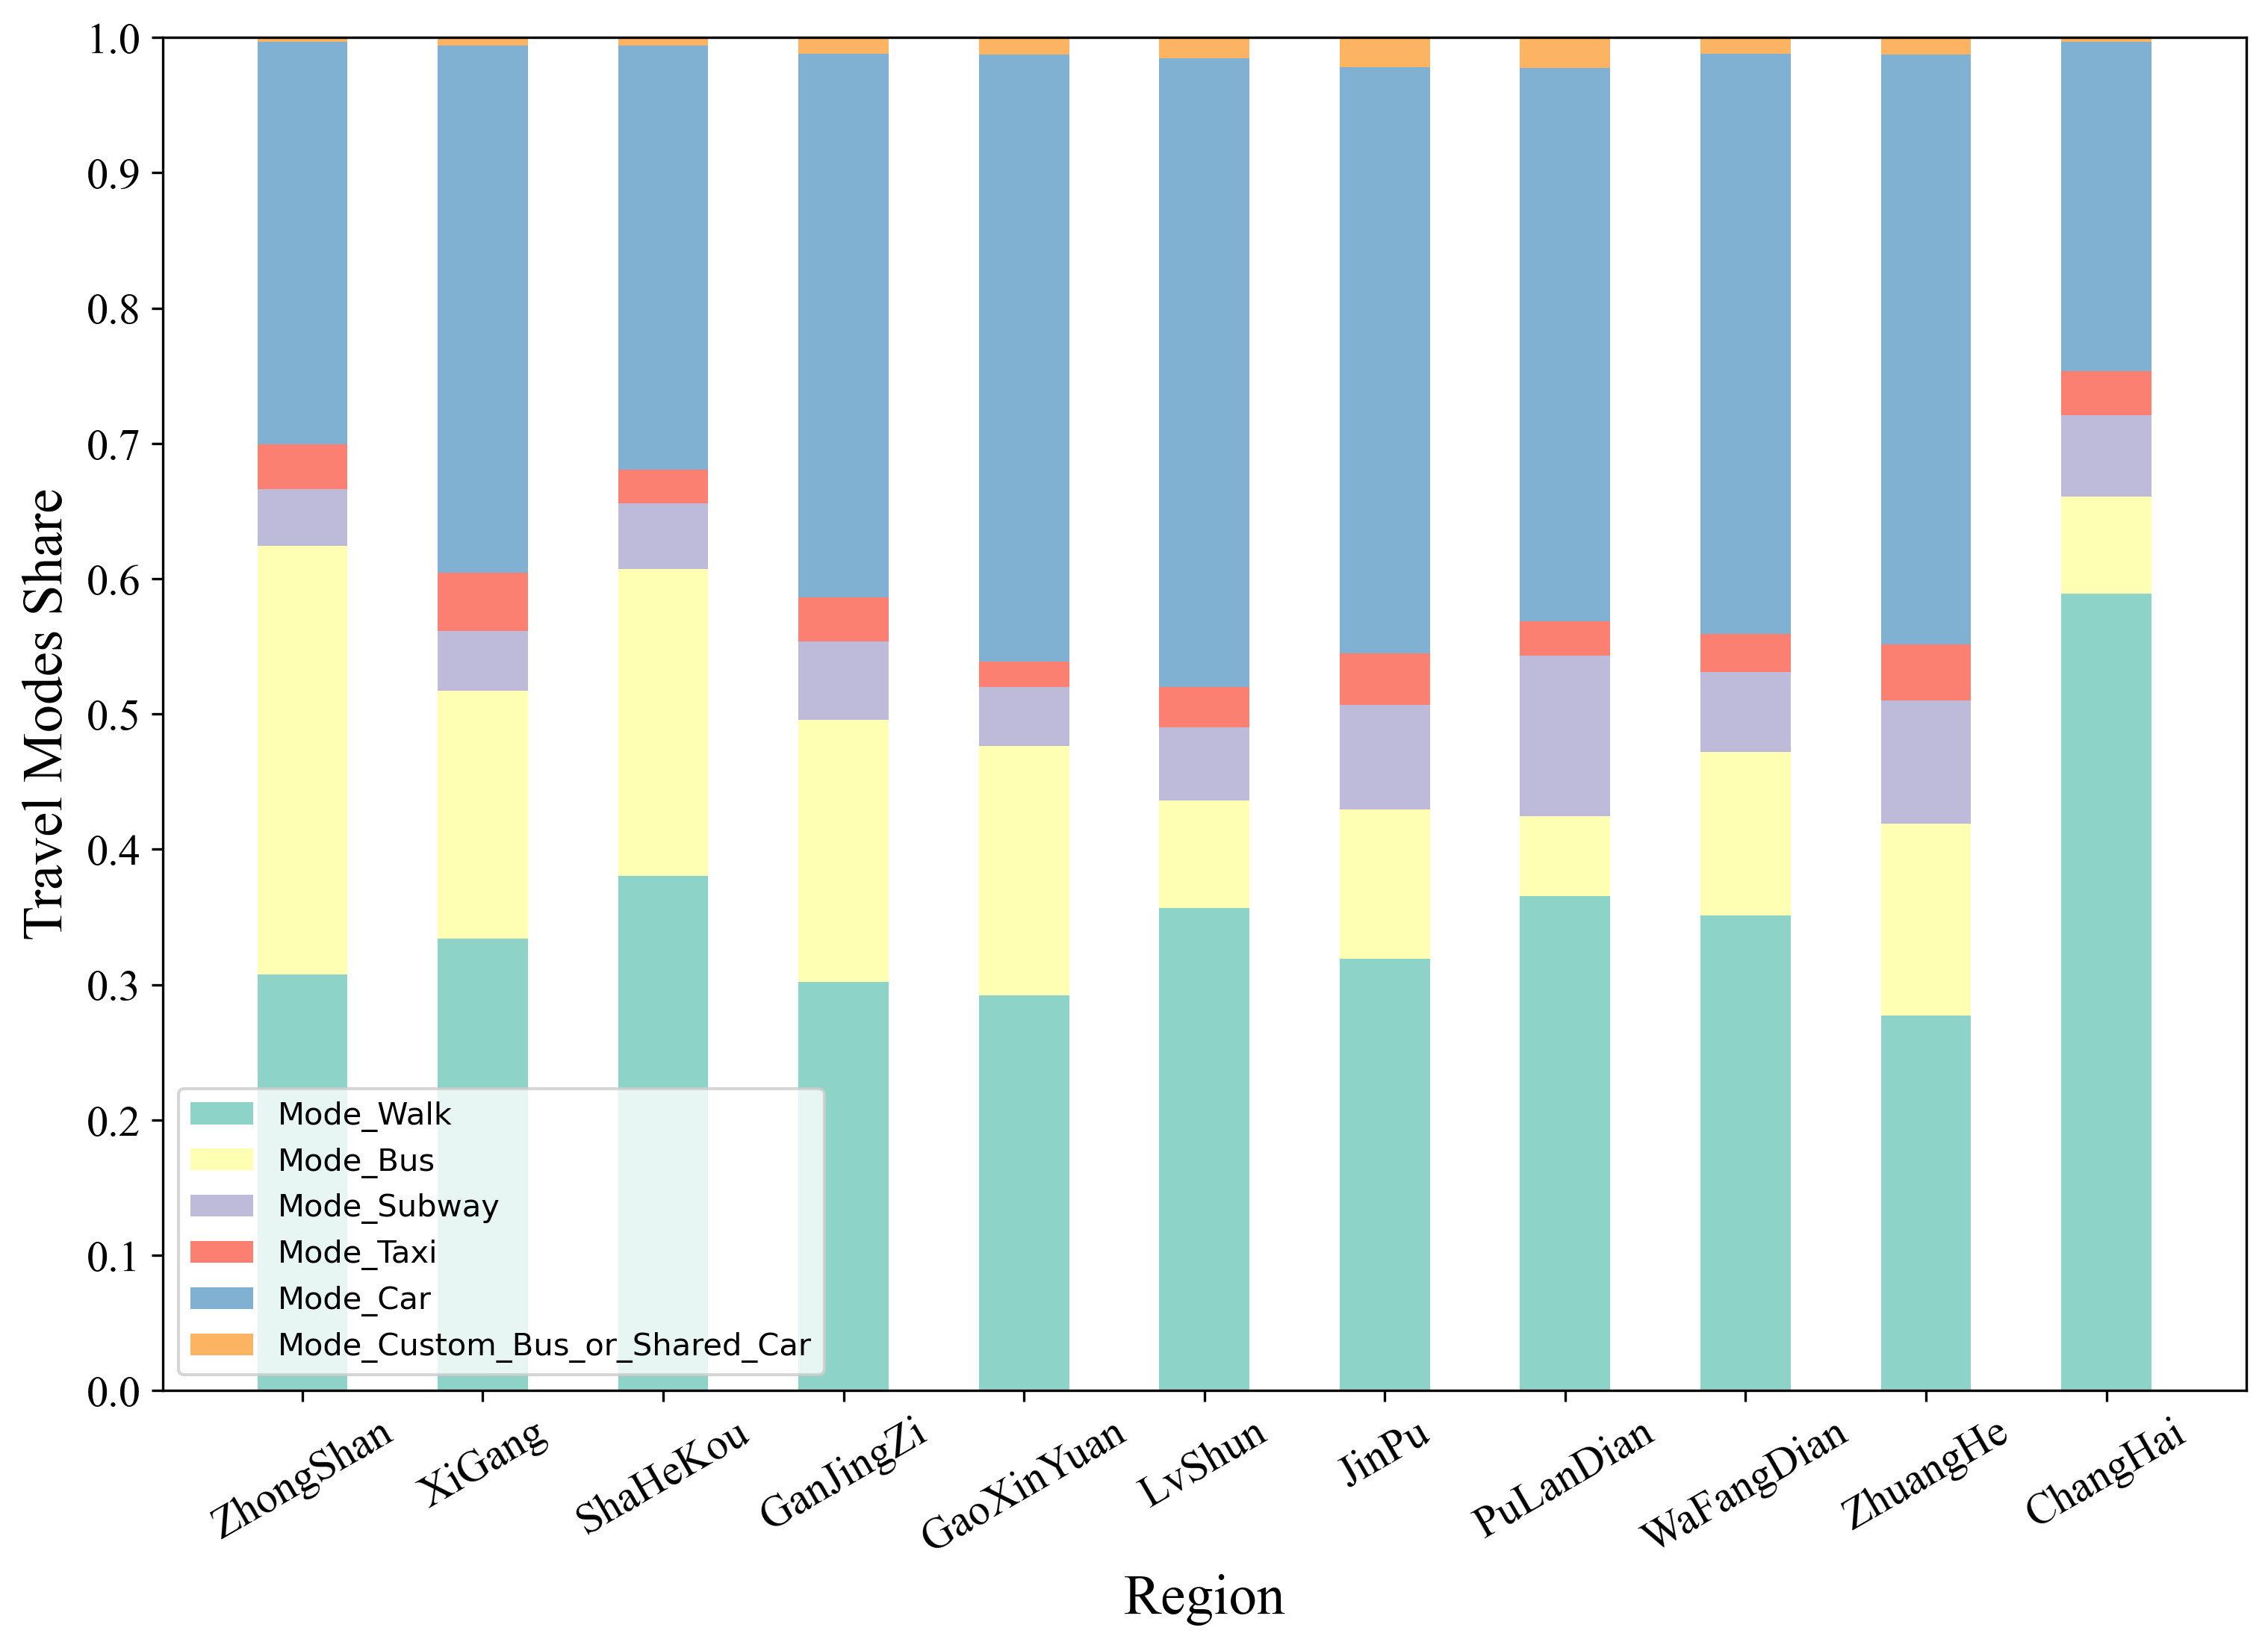 1.0
0.9
0.8
0.7
0.6
0.5
0.4
0.3
0.2
0.1
0.0
Travel Modes Share
Mode_Walk
Mode_Bus
Mode_Subway
Mode_Taxi
Mode_Car
Mode_Custom_Bus_or_Shared_Car
ZhongShan
XiGang
ShaHeKou
GanJingZi
GaoXinYuan
LvShun
JinPu
PuLanDian
WaFangDian
ZhuangHe
ChangHai
Region